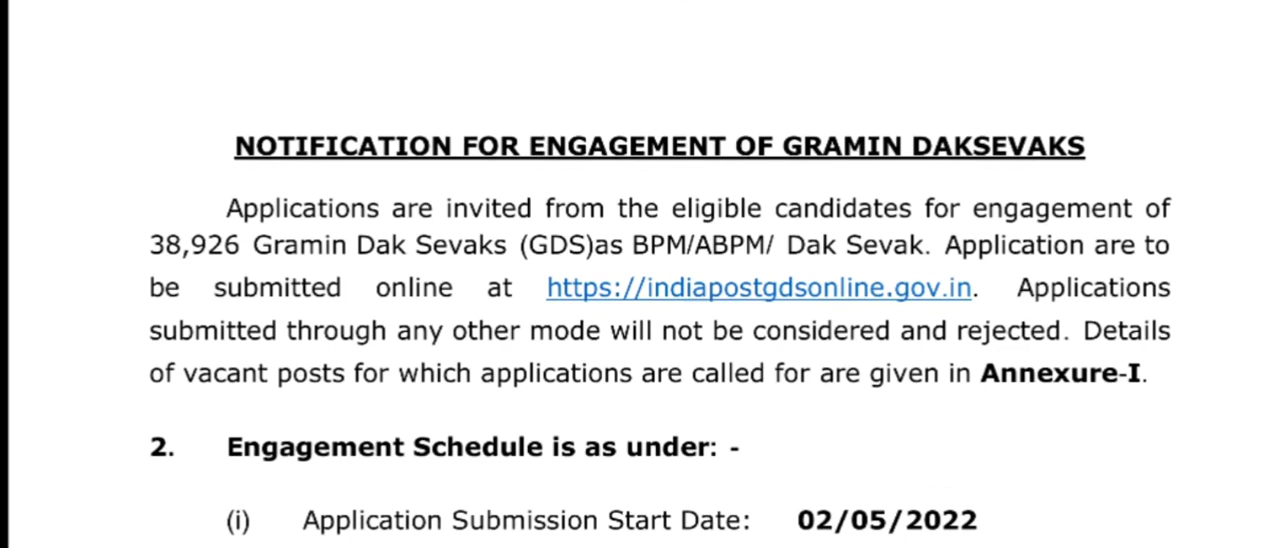 NOTIFICATION FOR ENGAGEMENT OF GRAMIN DAKSEVAKS
Applications are invited from the eligible candidates for engagement of
38,926 Gramin Dak Sevaks (GDS)as BPM/ABPM/ Dak Sevak. Application are to
be submitted online at https://indiapostgdsonline.gov.in. Applications
submitted through any other mode will not be considered and rejected. Details
of vacant posts for which applications are called for are given in Annexure-I.
2. Engagement Schedule is as under: -
(i) Application Submission Start Date: 02/05/2022